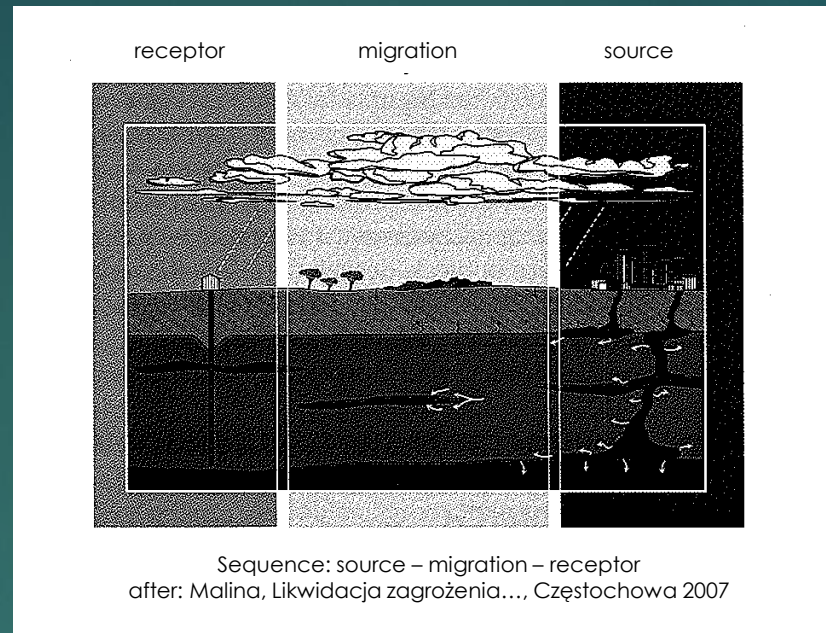 receptor migration source
Sequence: source – migration – receptor
after: Malina, Likwidacja zagrożenia…, Częstochowa 2007